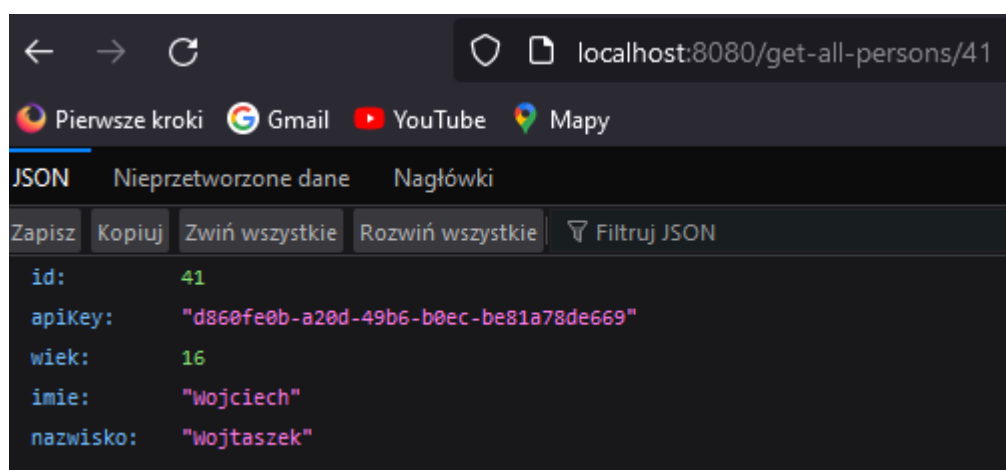 localhost:8080/get-all-persons/41
Pierwsze kroki Gmail YouTube Mapy
JSON Nieprzetworzone dane Nagłówki
Zapisz Kopiuj Zwiń wszystkie Rozwiń wszystkie Filtruj JSON
id: 41
apiKey: "d860fe0b-a20d-49b6-b0ec-be81a78de669"
wiek: 16
imie: "Wojciech"
nazwisko: "Wojtaszek"